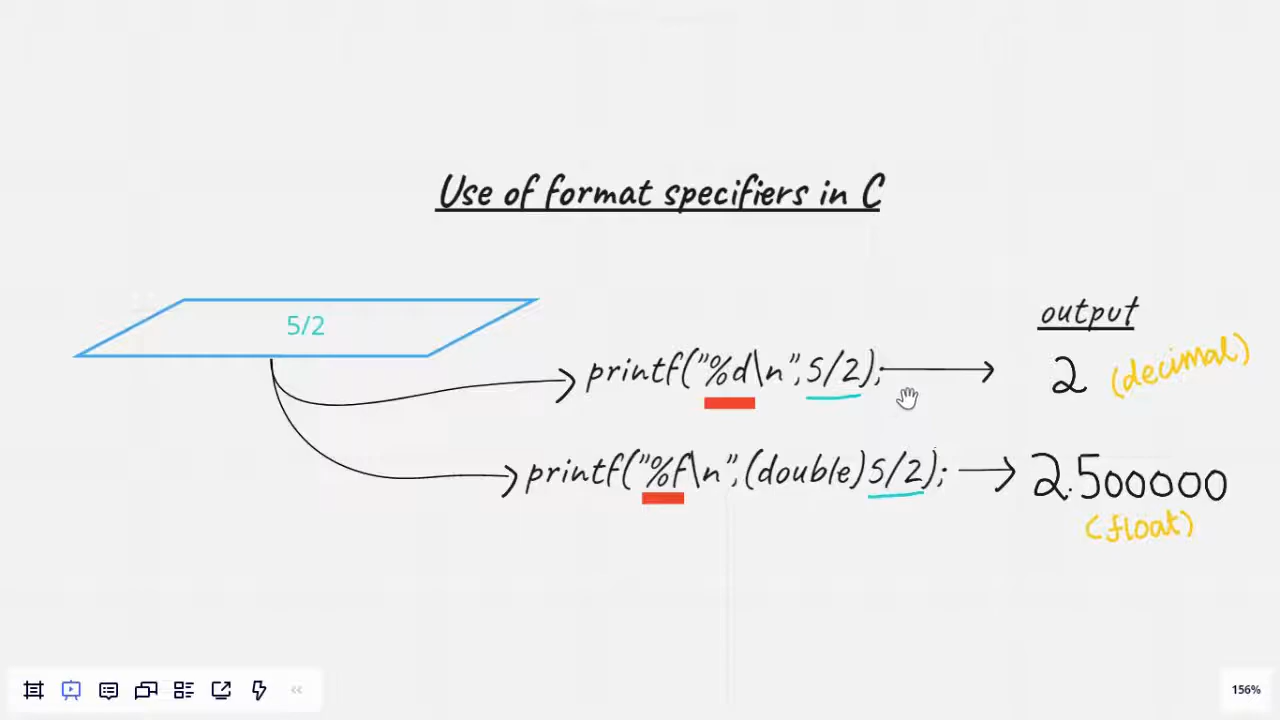 Use of format specifiers in C
5/2
output
printf("%d\n",5/2); 2 (decimal)
printf("%f\n",(double)5/2); 2.500000
(float)
156%